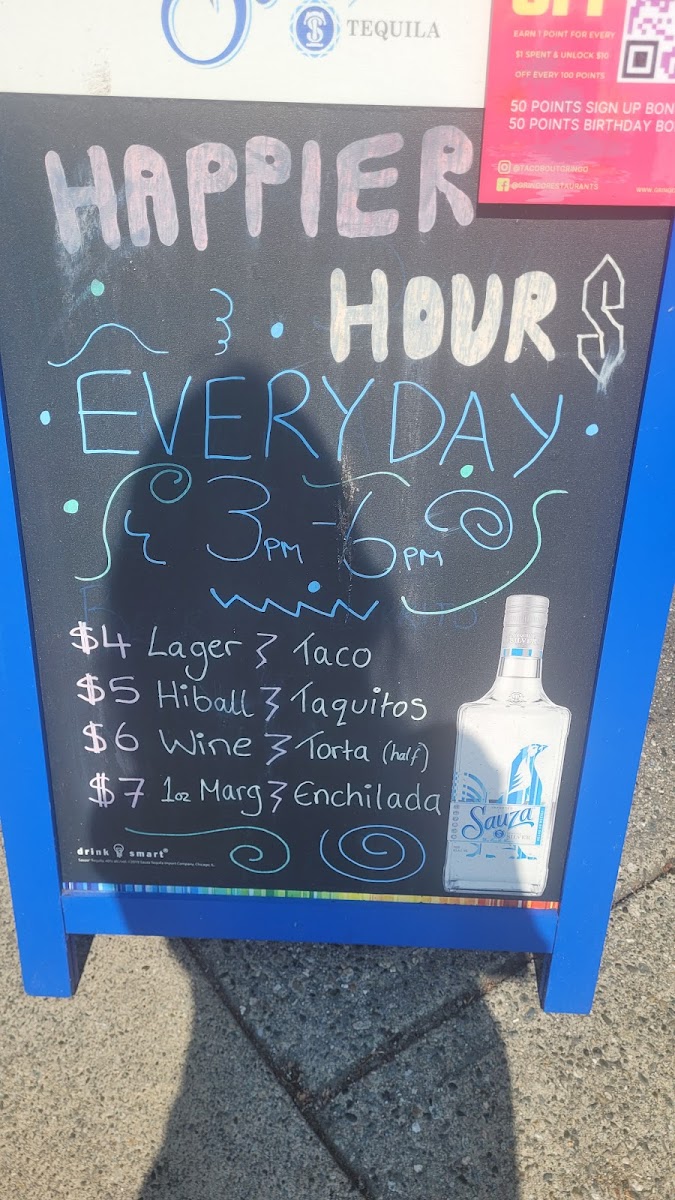 TEQUILA
EARN 1 POINT FOR EVERY
$1 SPENT & UNLOCK $10
OFF EVERY 100 POINTS
50 POINTS SIGN UP BON
50 POINTS BIRTHDAY BO
HAPPIER
HOUR$
EVERYDAY
3PM-6PM
$4 Lager & Taco
$5 Hiball & Taquitos
$6 Wine & Torta (half)
$7 1oz Marg & Enchilada
Sauza
SILVER
drink smart®